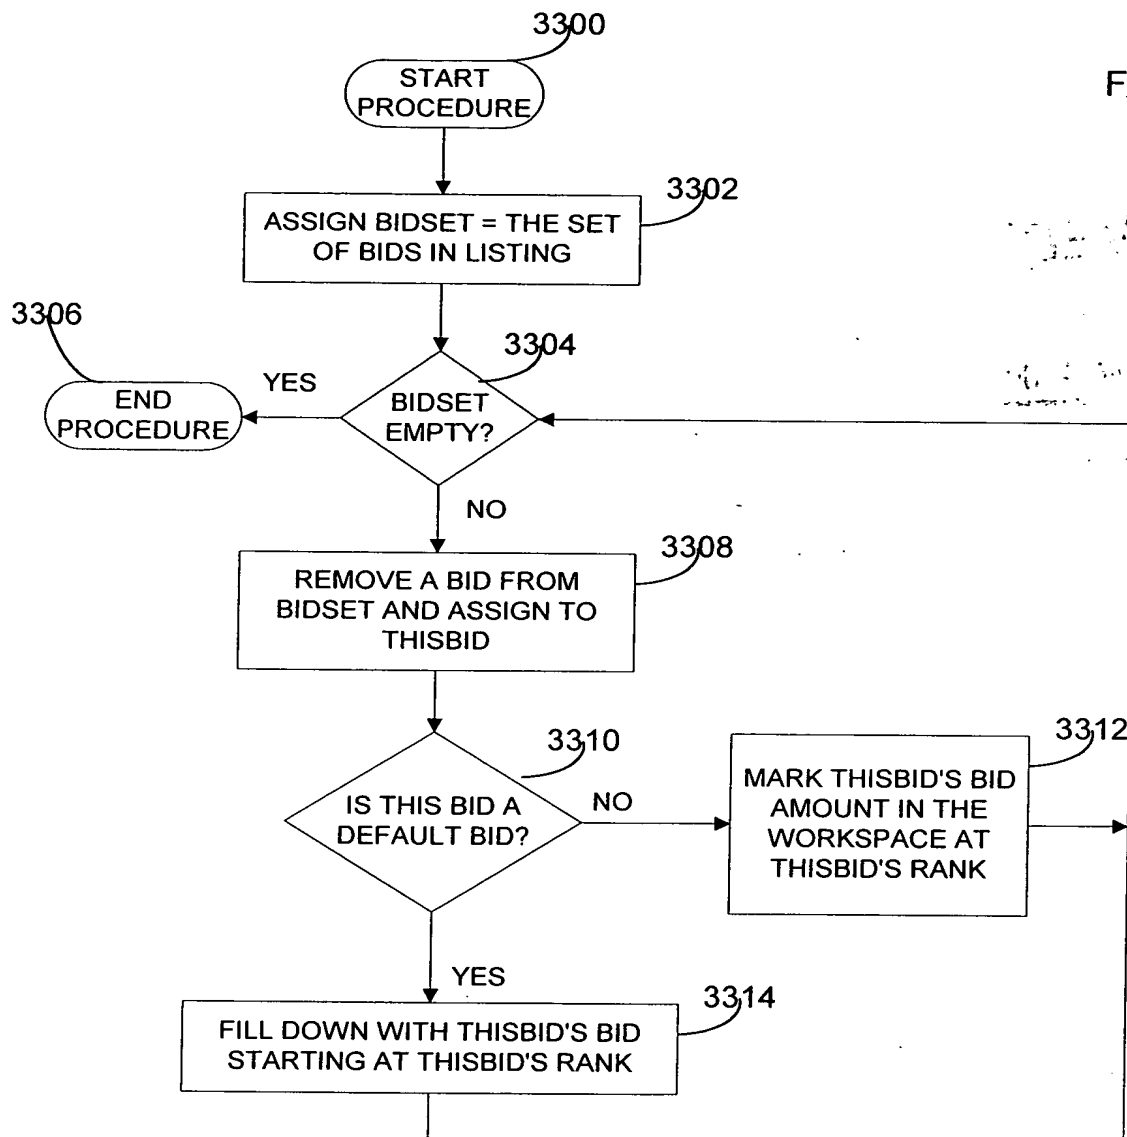 3300
START
PROCEDURE
F
3302
ASSIGN BIDSET = THE SET
OF BIDS IN LISTING
3306
3304
YES
END
PROCEDURE
BIDSET
EMPTY?
NO
3308
REMOVE A BID FROM
BIDSET AND ASSIGN TO
THISBID
3310
3312
IS THIS BID A
DEFAULT BID?
NO
MARK THISBID'S BID
AMOUNT IN THE
WORKSPACE AT
THISBID'S RANK
YES
3314
FILL DOWN WITH THISBID'S BID
STARTING AT THISBID'S RANK